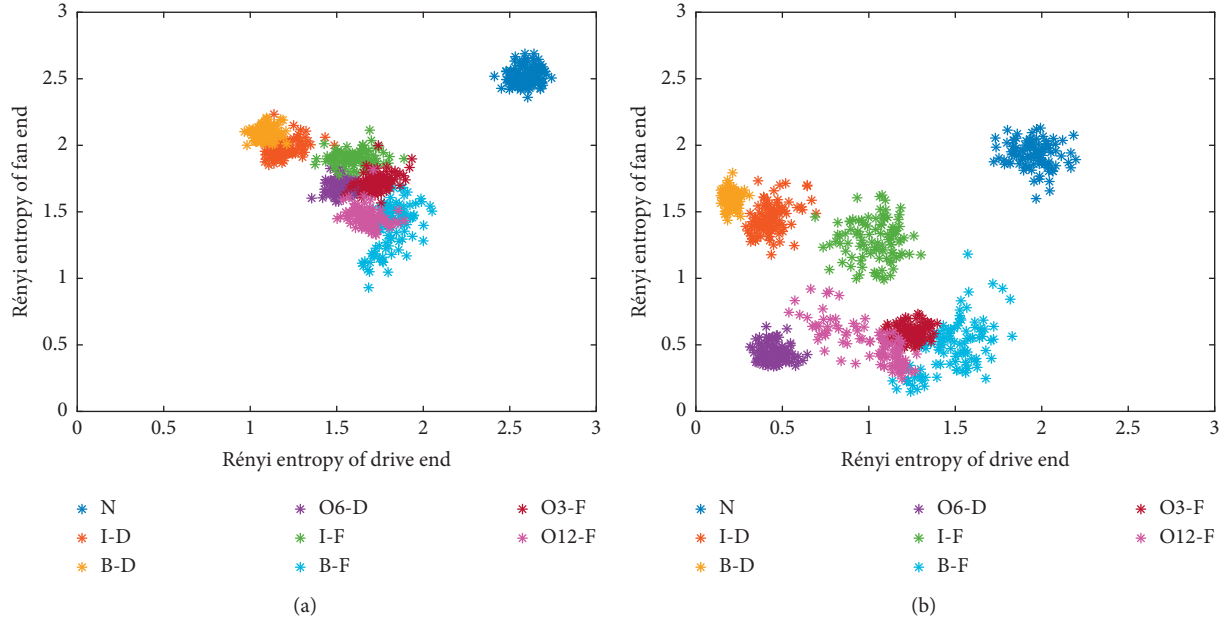 3
2.5
2
1.5
1
0.5
0
Rényi entropy of fan end
0 0.5 1 1.5 2 2.5 3
Rényi entropy of drive end
N O6-D O3-F
I-D I-F O12-F
B-D B-F
(a)
3
2.5
2
1.5
1
0.5
0
Rényi entropy of fan end
0 0.5 1 1.5 2 2.5 3
Rényi entropy of drive end
N O6-D O3-F
I-D I-F O12-F
B-D B-F
(b)